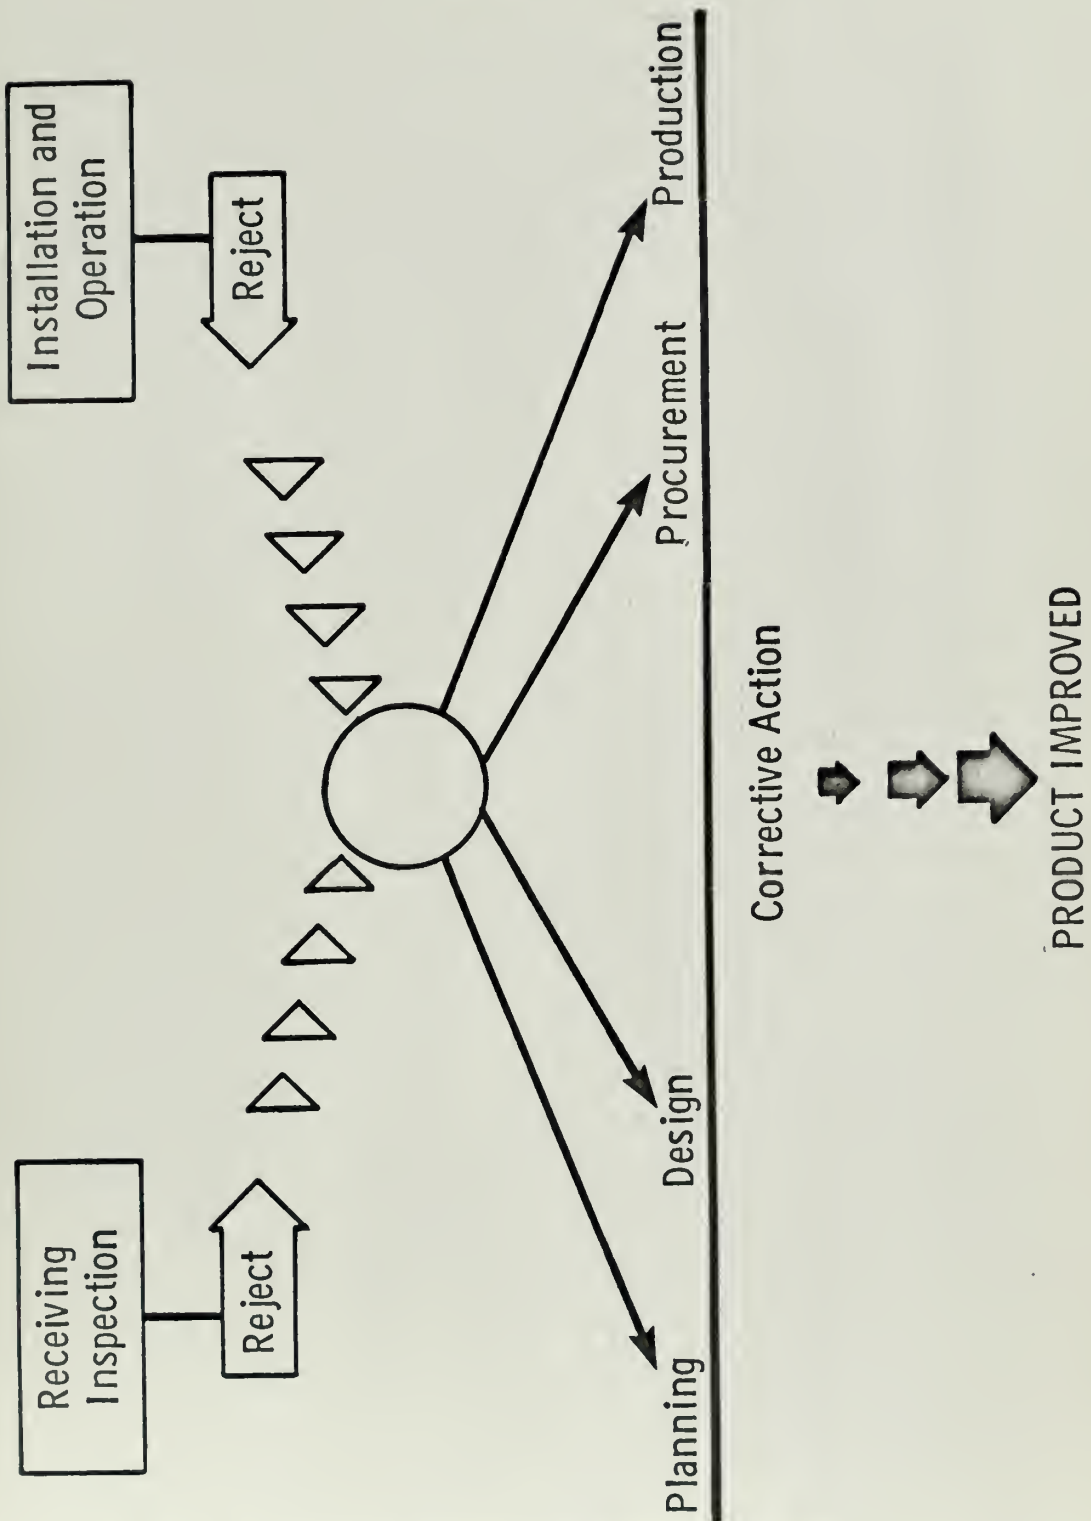 Receiving
Inspection
Reject
Installation and
Operation
Reject
Planning
Design
Procurement
Production
Corrective Action
PRODUCT IMPROVED